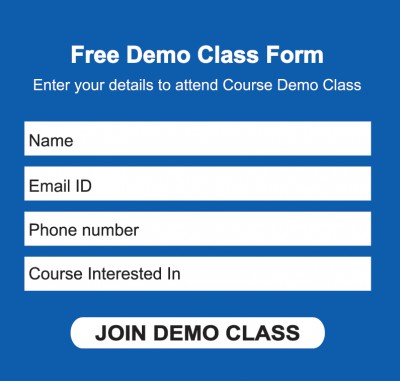 Free Demo Class Form
Enter your details to attend Course Demo Class
Name
Email ID
Phone number
Course Interested In
JOIN DEMO CLASS